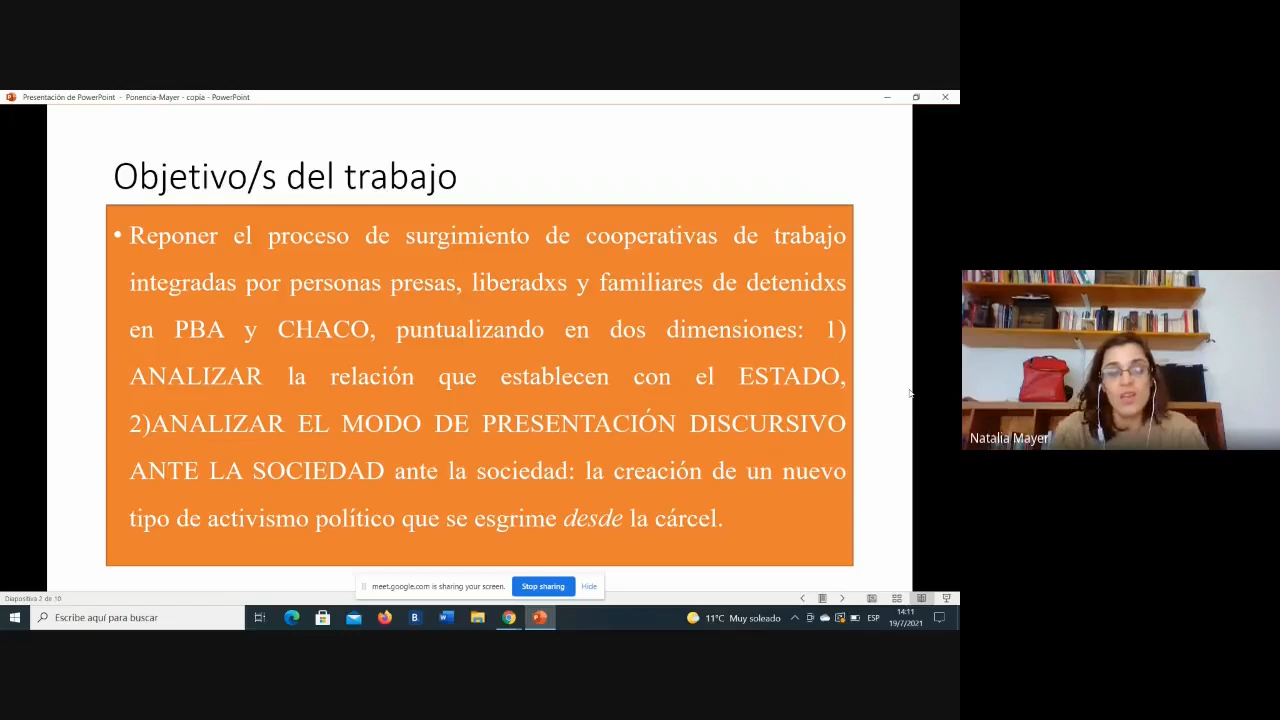 Presentación de PowerPoint - Ponencia-Mayer - copia - PowerPoint
Objetivo/s del trabajo
• Reponer el proceso de surgimiento de cooperativas de trabajo
integradas por personas presas, liberadxs y familiares de detenidxs
en PBA y CHACO, puntualizando en dos dimensiones: 1)
ANALIZAR la relación que establecen con el ESTADO,
2)ANALIZAR EL MODO DE PRESENTACIÓN DISCURSIVO
ANTE LA SOCIEDAD ante la sociedad: la creación de un nuevo
tipo de activismo político que se esgrime desde la cárcel.
Natalia Mayer
meet.google.com is sharing your screen. Stop sharing Hide
Diapositiva 2 de 10
Escribe aquí para buscar
11°C Muy soleado
ESP
14:11
19/7/2021